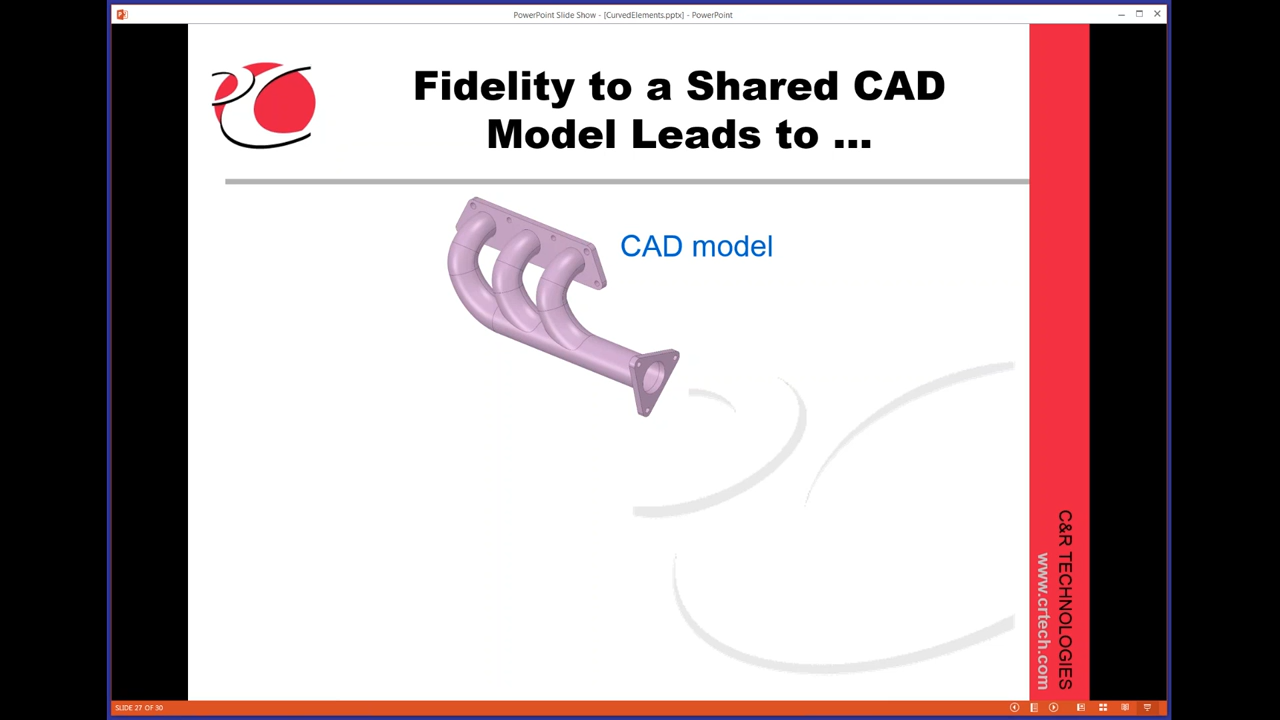 PowerPoint Slide Show - [CurvedElements.pptx] - PowerPoint
Fidelity to a Shared CAD
Model Leads to ...
CAD model
C&R TECHNOLOGIES
www.crtech.com
SLIDE 27 OF 30